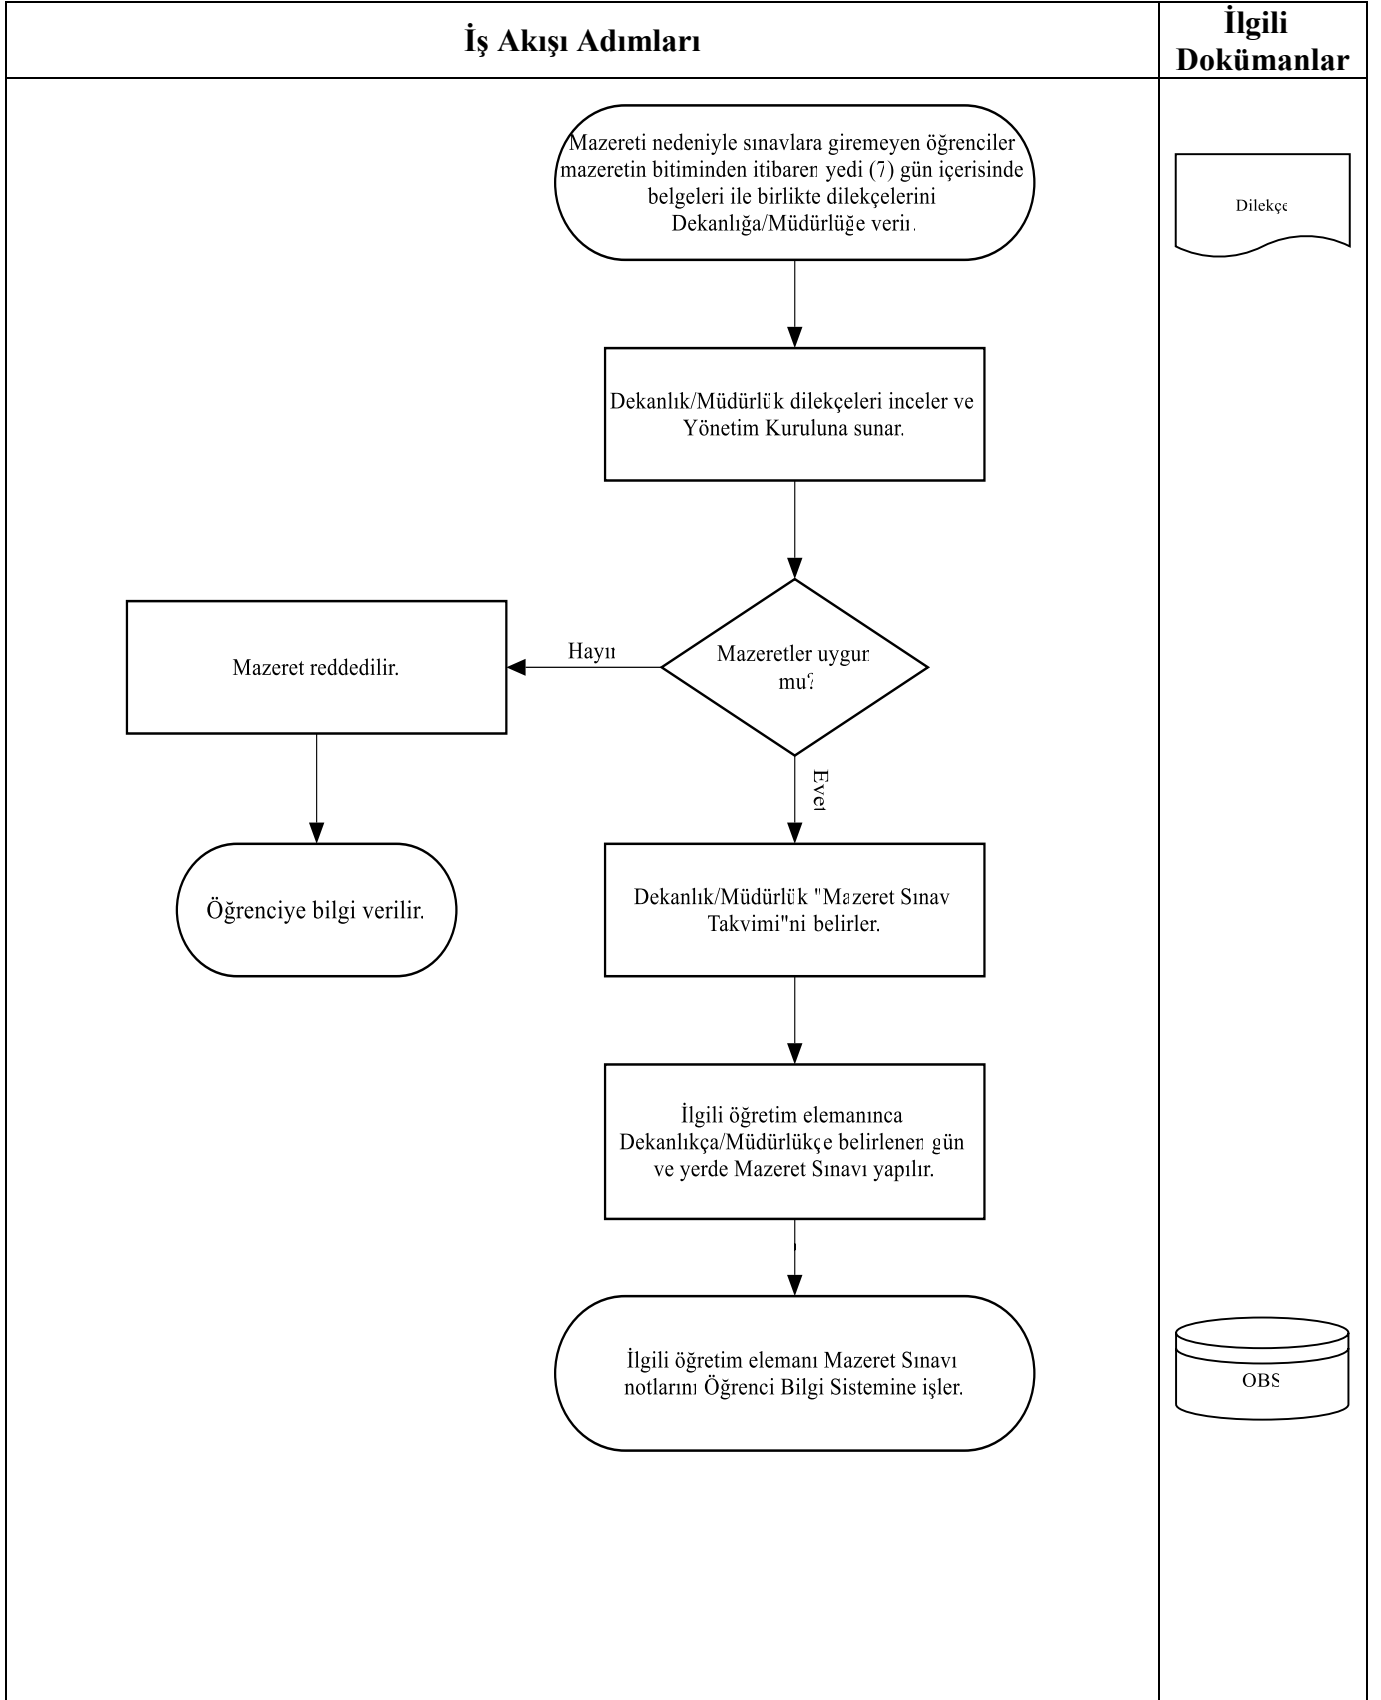 İş Akışı Adımları
İlgili
Dokümanlar
Mazereti nedeniyle sınavlara giremeyen öğrenciler
mazeretin bitiminden itibaren yedi (7) gün içerisinde
belgeleri ile birlikte dilekçelerini
Dekanlığa/Müdürlüğe verir.
Dilekçe
Dekanlık/Müdürlük dilekçeleri inceler ve
Yönetim Kuruluna sunar.
Mazeretler uygun
mu?
Hayır
Mazeret reddedilir.
Evet
Öğrenciye bilgi verilir.
Dekanlık/Müdürlük "Mazeret Sınav
Takvimi"ni belirler.
İlgili öğretim elemanınca
Dekanlıkça/Müdürlükçe belirlenen gün
ve yerde Mazeret Sınavı yapılır.
İlgili öğretim elemanı Mazeret Sınavı
notlarını Öğrenci Bilgi Sistemine işler.
OBS